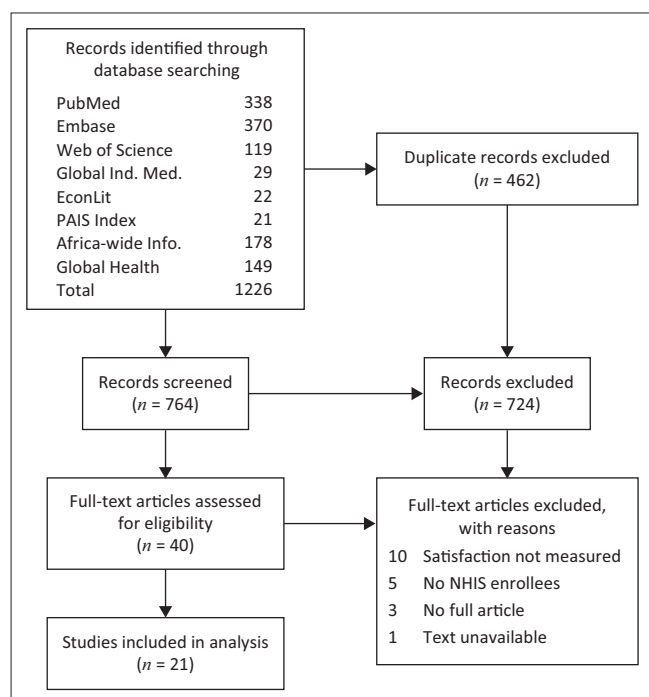 Records identified through
database searching
PubMed 338
Embase 370
Web of Science 119
Global Ind. Med. 29
EconLit 22
PAIS Index 21
Africa-wide Info. 178
Global Health 149
Total 1226
Duplicate records excluded
(n = 462)
Records screened
(n = 764)
Records excluded
(n = 724)
Full-text articles assessed
for eligibility
(n = 40)
Full-text articles excluded,
with reasons
10 Satisfaction not measured
5 No NHIS enrollees
3 No full article
1 Text unavailable
Studies included in analysis
(n = 21)